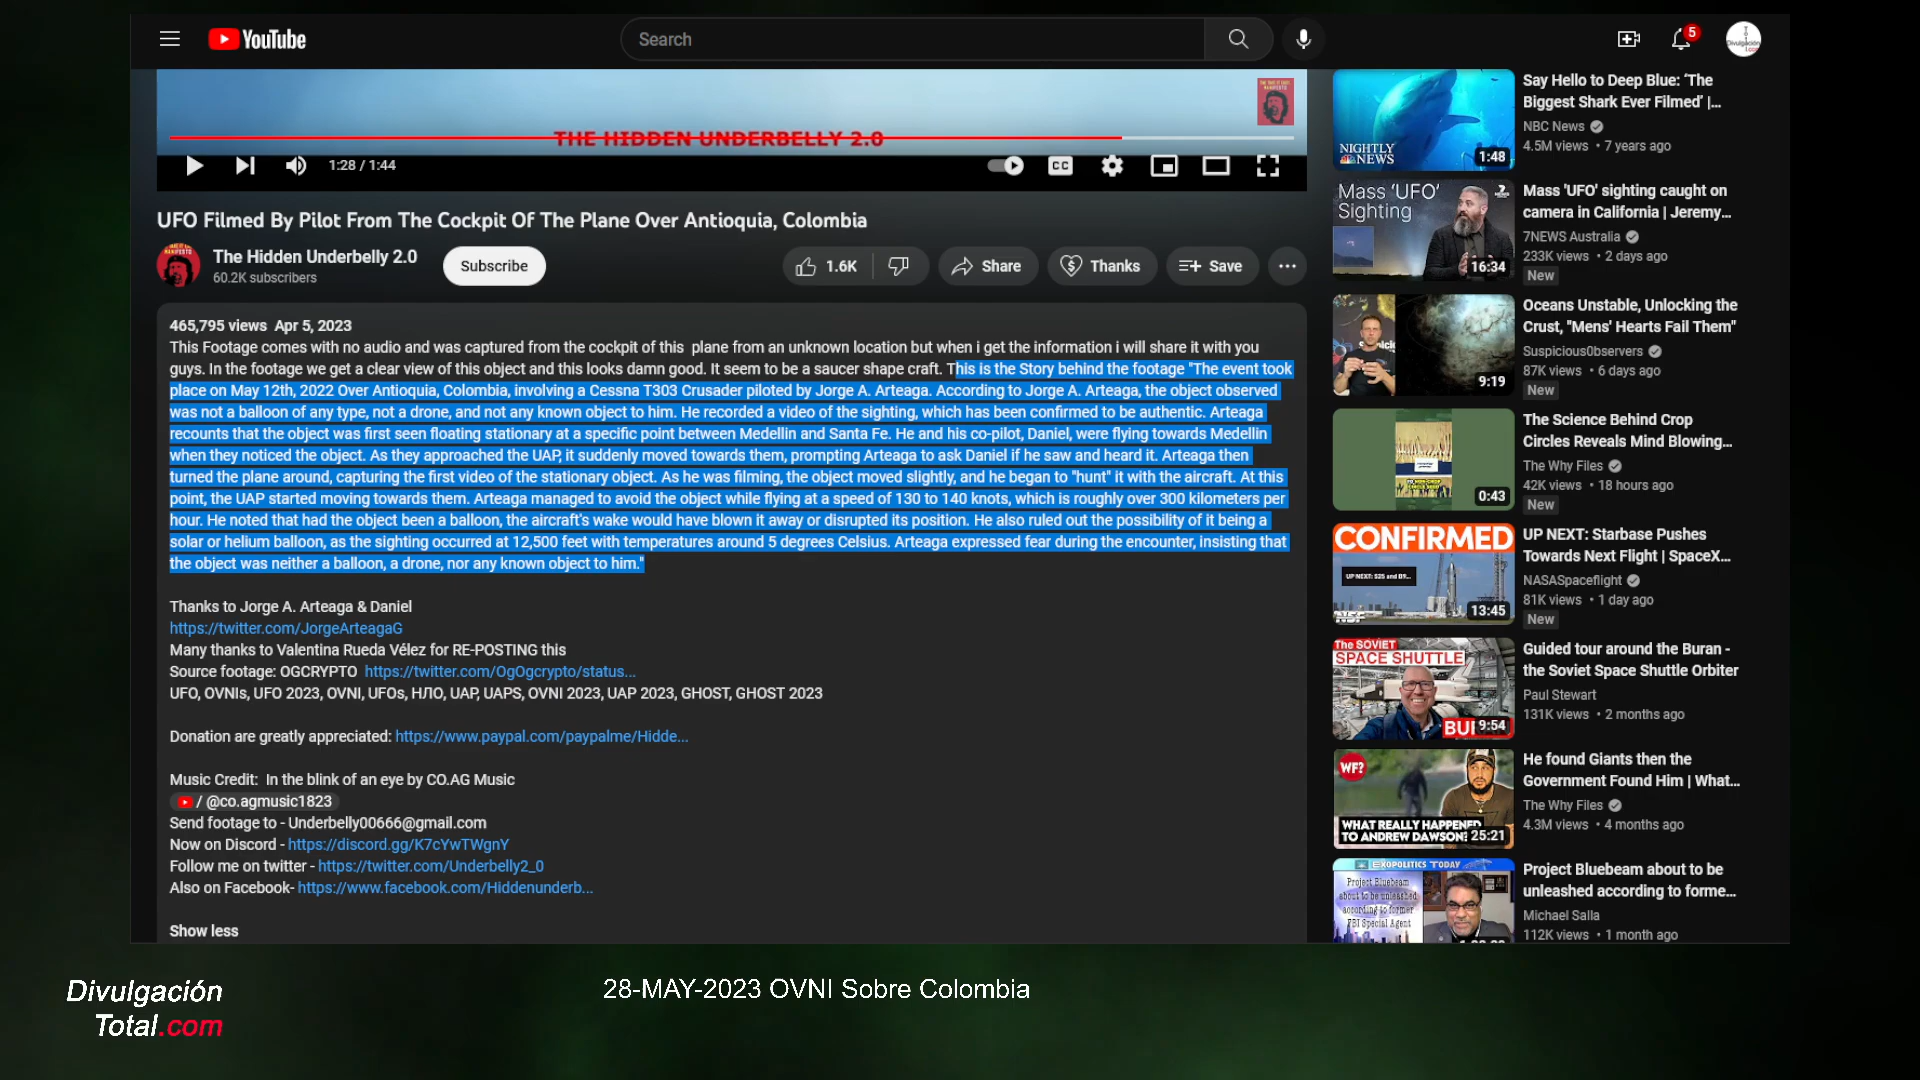 YouTube
Search
5
MANIFESTO
THE HIDDEN UNDERBELLY 2.0
1:28 / 1:44
CC
UFO Filmed By Pilot From The Cockpit Of The Plane Over Antioquia, Colombia
The Hidden Underbelly 2.0
60.2K subscribers
Subscribe
1.6K
Share
Thanks
Save
465,795 views Apr 5, 2023
This Footage comes with no audio and was captured from the cockpit of this plane from an unknown location but when i get the information i will share it with you
guys. In the footage we get a clear view of this object and this looks damn good. It seem to be a saucer shape craft. This is the Story behind the footage "The event took
place on May 12th, 2022 Over Antioquia, Colombia, involving a Cessna T303 Crusader piloted by Jorge A. Arteaga. According to Jorge A. Arteaga, the object observed
was not a balloon of any type, not a drone, and not any known object to him. He recorded a video of the sighting, which has been confirmed to be authentic. Arteaga
recounts that the object was first seen floating stationary at a specific point between Medellin and Santa Fe. He and his co-pilot, Daniel, were flying towards Medellin
when they noticed the object. As they approached the UAP, it suddenly moved towards them, prompting Arteaga to ask Daniel if he saw and heard it. Arteaga then
turned the plane around, capturing the first video of the stationary object. As he was filming, the object moved slightly, and he began to "hunt" it with the aircraft. At this
point, the UAP started moving towards them. Arteaga managed to avoid the object while flying at a speed of 130 to 140 knots, which is roughly over 300 kilometers per
hour. He noted that had the object been a balloon, the aircraft's wake would have blown it away or disrupted its position. He also ruled out the possibility of it being a
solar or helium balloon, as the sighting occurred at 12,500 feet with temperatures around 5 degrees Celsius. Arteaga expressed fear during the encounter, insisting that
the object was neither a balloon, a drone, nor any known object to him."
Thanks to Jorge A. Arteaga & Daniel
https://twitter.com/JorgeArteagaG
Many thanks to Valentina Rueda Vélez for RE-POSTING this
Source footage: OGCRYPTO https://twitter.com/OgOgcrypto/status...
UFO, OVNIs, UFO 2023, OVNI, UFOs, НЛО, UAP, UAPS, OVNI 2023, UAP 2023, GHOST, GHOST 2023
Donation are greatly appreciated: https://www.paypal.com/paypalme/Hidde...
Music Credit: In the blink of an eye by CO.AG Music
/ @co.agmusic1823
Send footage to - Underbelly00666@gmail.com
Now on Discord - https://discord.gg/K7cYwTWgnY
Follow me on twitter - https://twitter.com/Underbelly2_0
Also on Facebook- https://www.facebook.com/Hiddenunderb...
Show less
NIGHTLY
NEWS
1:48
Say Hello to Deep Blue: ‘The
Biggest Shark Ever Filmed’ |...
NBC News
4.5M views • 7 years ago
Mass ‘UFO’
Sighting
16:34
Mass 'UFO' sighting caught on
camera in California | Jeremy...
7NEWS Australia
233K views • 2 days ago
New
9:19
Oceans Unstable, Unlocking the
Crust, "Mens' Hearts Fail Them"
Suspicious0bservers
87K views • 6 days ago
New
0:43
The Science Behind Crop
Circles Reveals Mind Blowing...
The Why Files
42K views • 18 hours ago
New
CONFIRMED
NSF
13:45
UP NEXT: Starbase Pushes
Towards Next Flight | SpaceX...
NASASpaceflight
81K views • 1 day ago
New
The SOVIET
SPACE SHUTTLE
BU
9:54
Guided tour around the Buran -
the Soviet Space Shuttle Orbiter
Paul Stewart
131K views • 2 months ago
WF?
WHAT REALLY HAPPENED
TO ANDREW DAWSON?
25:21
He found Giants then the
Government Found Him | What...
The Why Files
4.3M views • 4 months ago
EXOPOLITICS TODAY
Project Bluebeam
about to be
unleashed
according to former
FBI Special Agent
Project Bluebeam about to be
unleashed according to forme...
Michael Salla
112K views • 1 month ago
Divulgación
Total.com
28-MAY-2023 OVNI Sobre Colombia